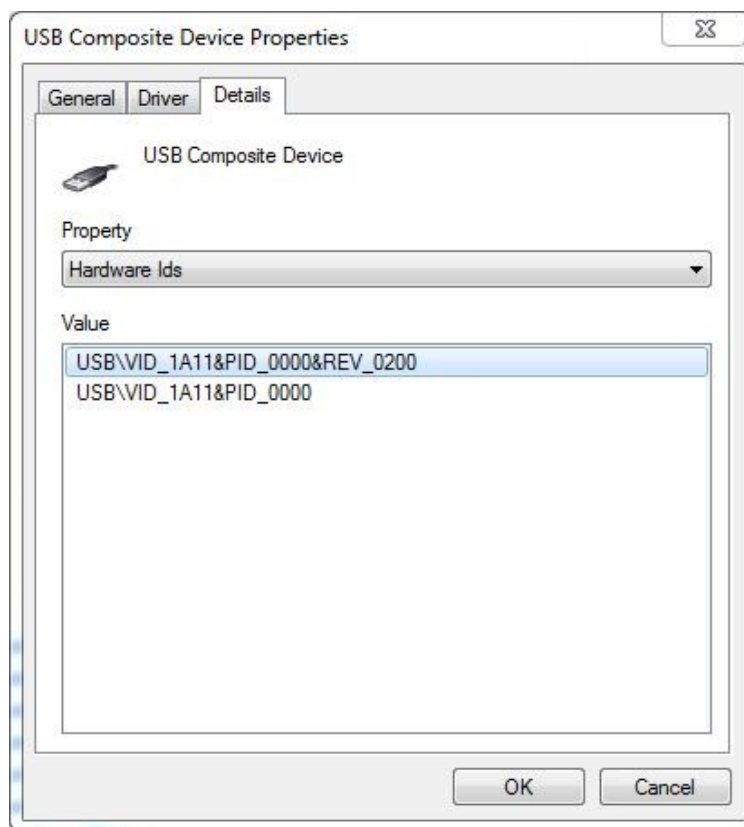 USB Composite Device Properties
General Driver Details
USB Composite Device
Property
Hardware Ids
Value
USB\VID_1A11&PID_0000&REV_0200
USB\VID_1A11&PID_0000
OK Cancel